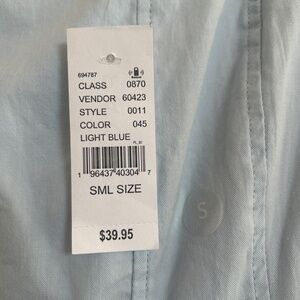 694787
CLASS 0870
VENDOR 60423
STYLE 0011
COLOR 045
LIGHT BLUE
1 96437 40304 7
SML SIZE
$39.95
S